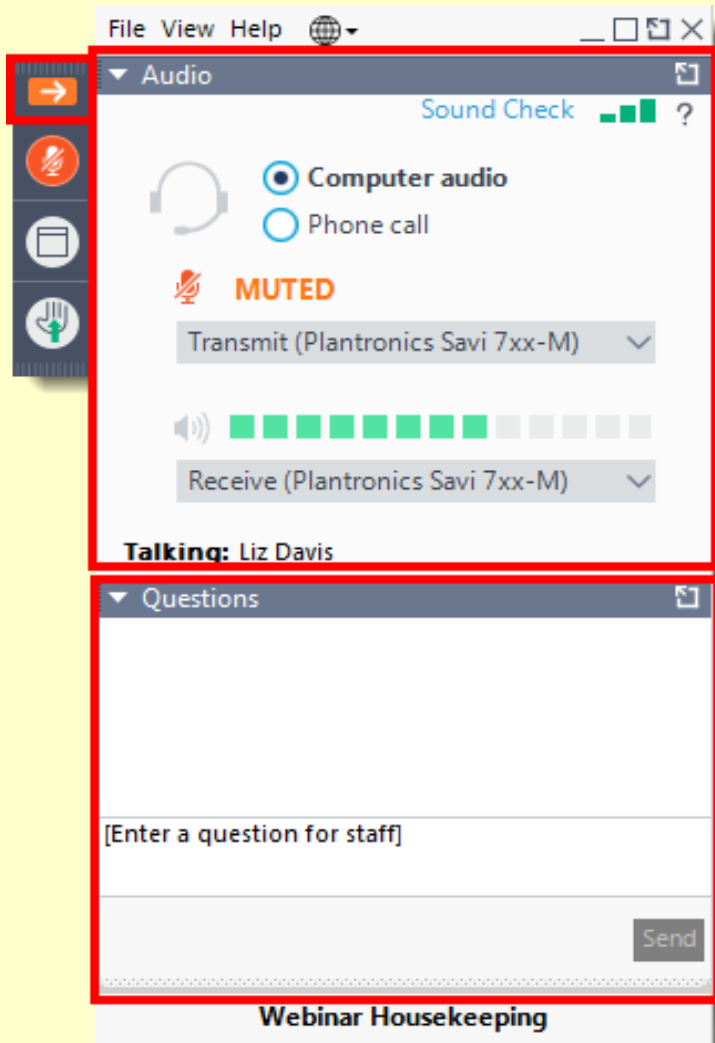 File View Help
Audio
Sound Check ?
Computer audio
Phone call
MUTED
Transmit (Plantronics Savi 7xx-M)
Receive (Plantronics Savi 7xx-M)
Talking: Liz Davis
Questions
[Enter a question for staff]
Send
Webinar Housekeeping